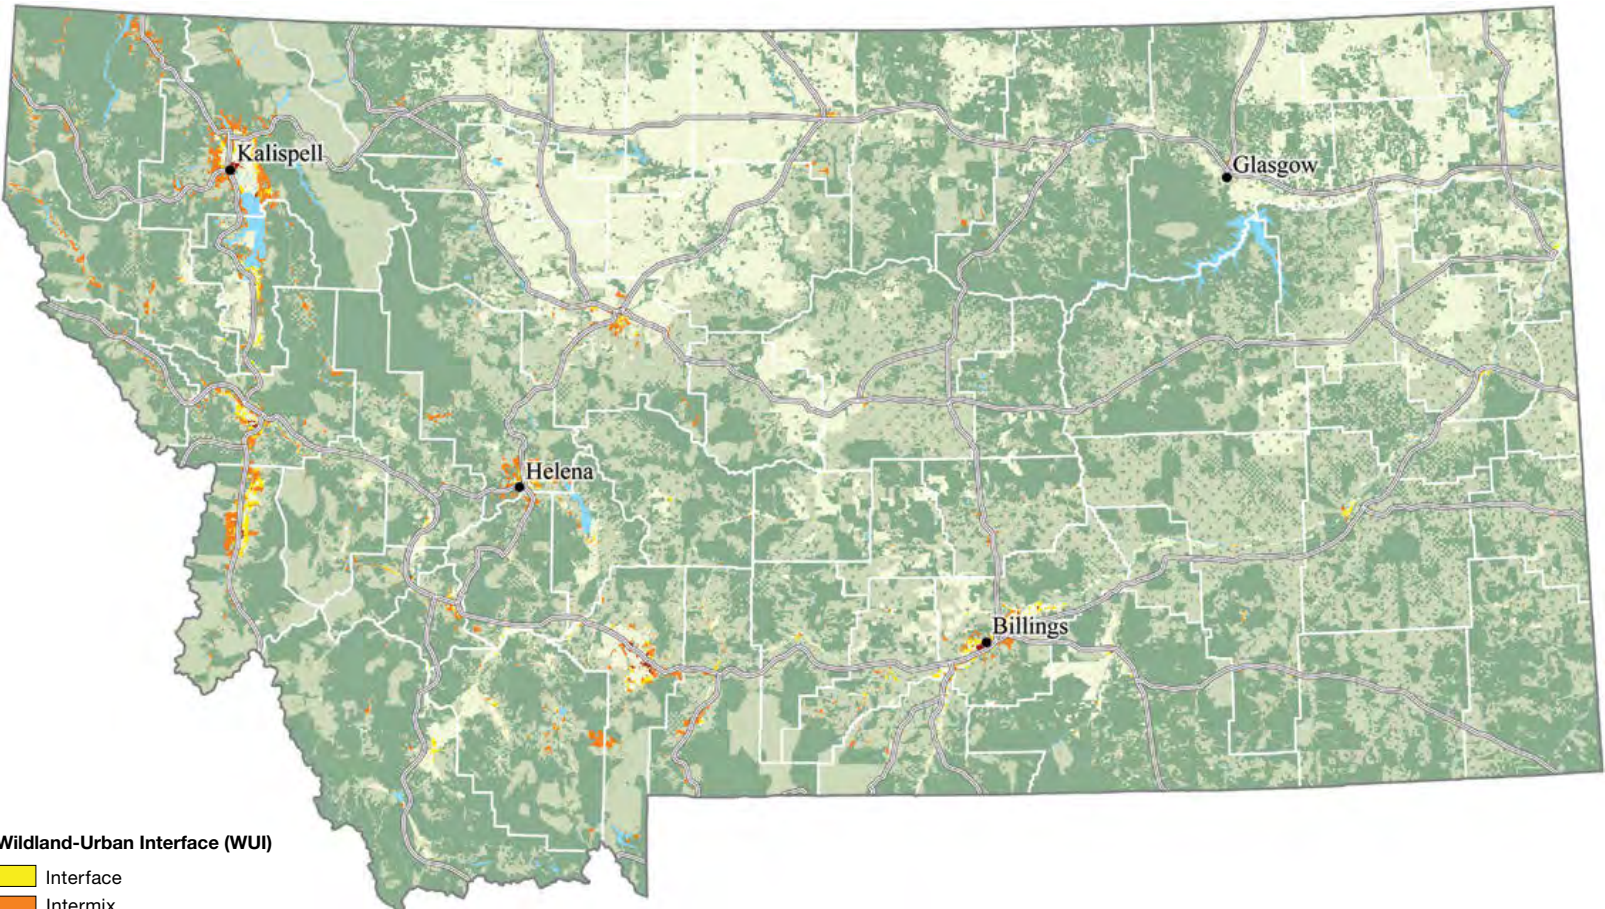 Kalispell
Glasgow
Helena
Billings
Wildland-Urban Interface (WUI)
Interface
Intermix